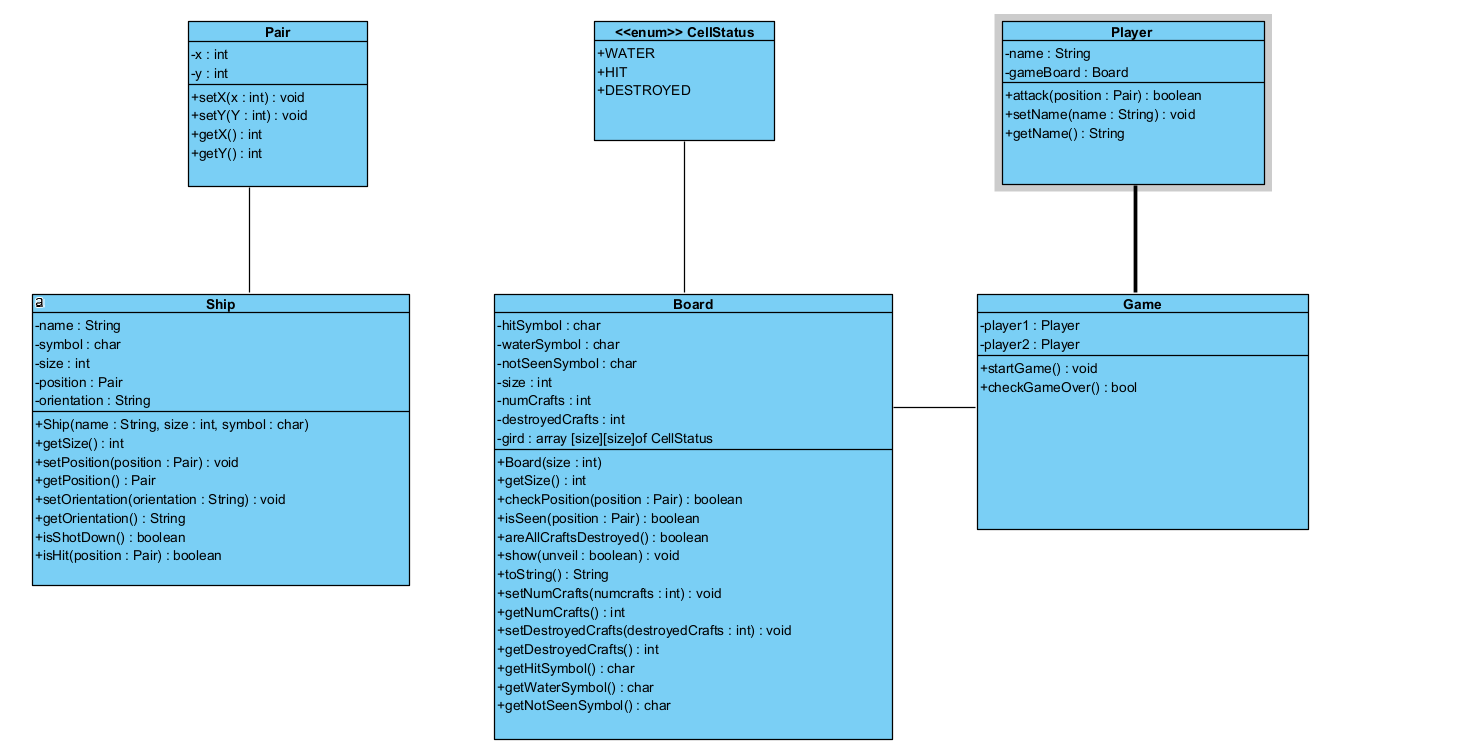 Pair
-x : int
-y : int
+setX(x : int) : void
+setY(Y : int) : void
+getX() : int
+getY() : int
<<enum>> CellStatus
+WATER
+HIT
+DESTROYED
Player
-name : String
-gameBoard : Board
+attack(position : Pair) : boolean
+setName(name : String) : void
+getName() : String
a
Ship
-name : String
-symbol : char
-size : int
-position : Pair
-orientation : String
+Ship(name : String, size : int, symbol : char)
+getSize() : int
+setPosition(position : Pair) : void
+getPosition() : Pair
+setOrientation(orientation : String) : void
+getOrientation() : String
+isShotDown() : boolean
+isHit(position : Pair) : boolean
Board
-hitSymbol : char
-waterSymbol : char
-notSeenSymbol : char
-size : int
-numCrafts : int
-destroyedCrafts : int
-gird : array [size][size]of CellStatus
+Board(size : int)
+getSize() : int
+checkPosition(position : Pair) : boolean
+isSeen(position : Pair) : boolean
+areAllCraftsDestroyed() : boolean
+show(unveil : boolean) : void
+toString() : String
+setNumCrafts(numcrafts : int) : void
+getNumCrafts() : int
+setDestroyedCrafts(destroyedCrafts : int) : void
+getDestroyedCrafts() : int
+getHitSymbol() : char
+getWaterSymbol() : char
+getNotSeenSymbol() : char
Game
-player1 : Player
-player2 : Player
+startGame() : void
+checkGameOver() : bool